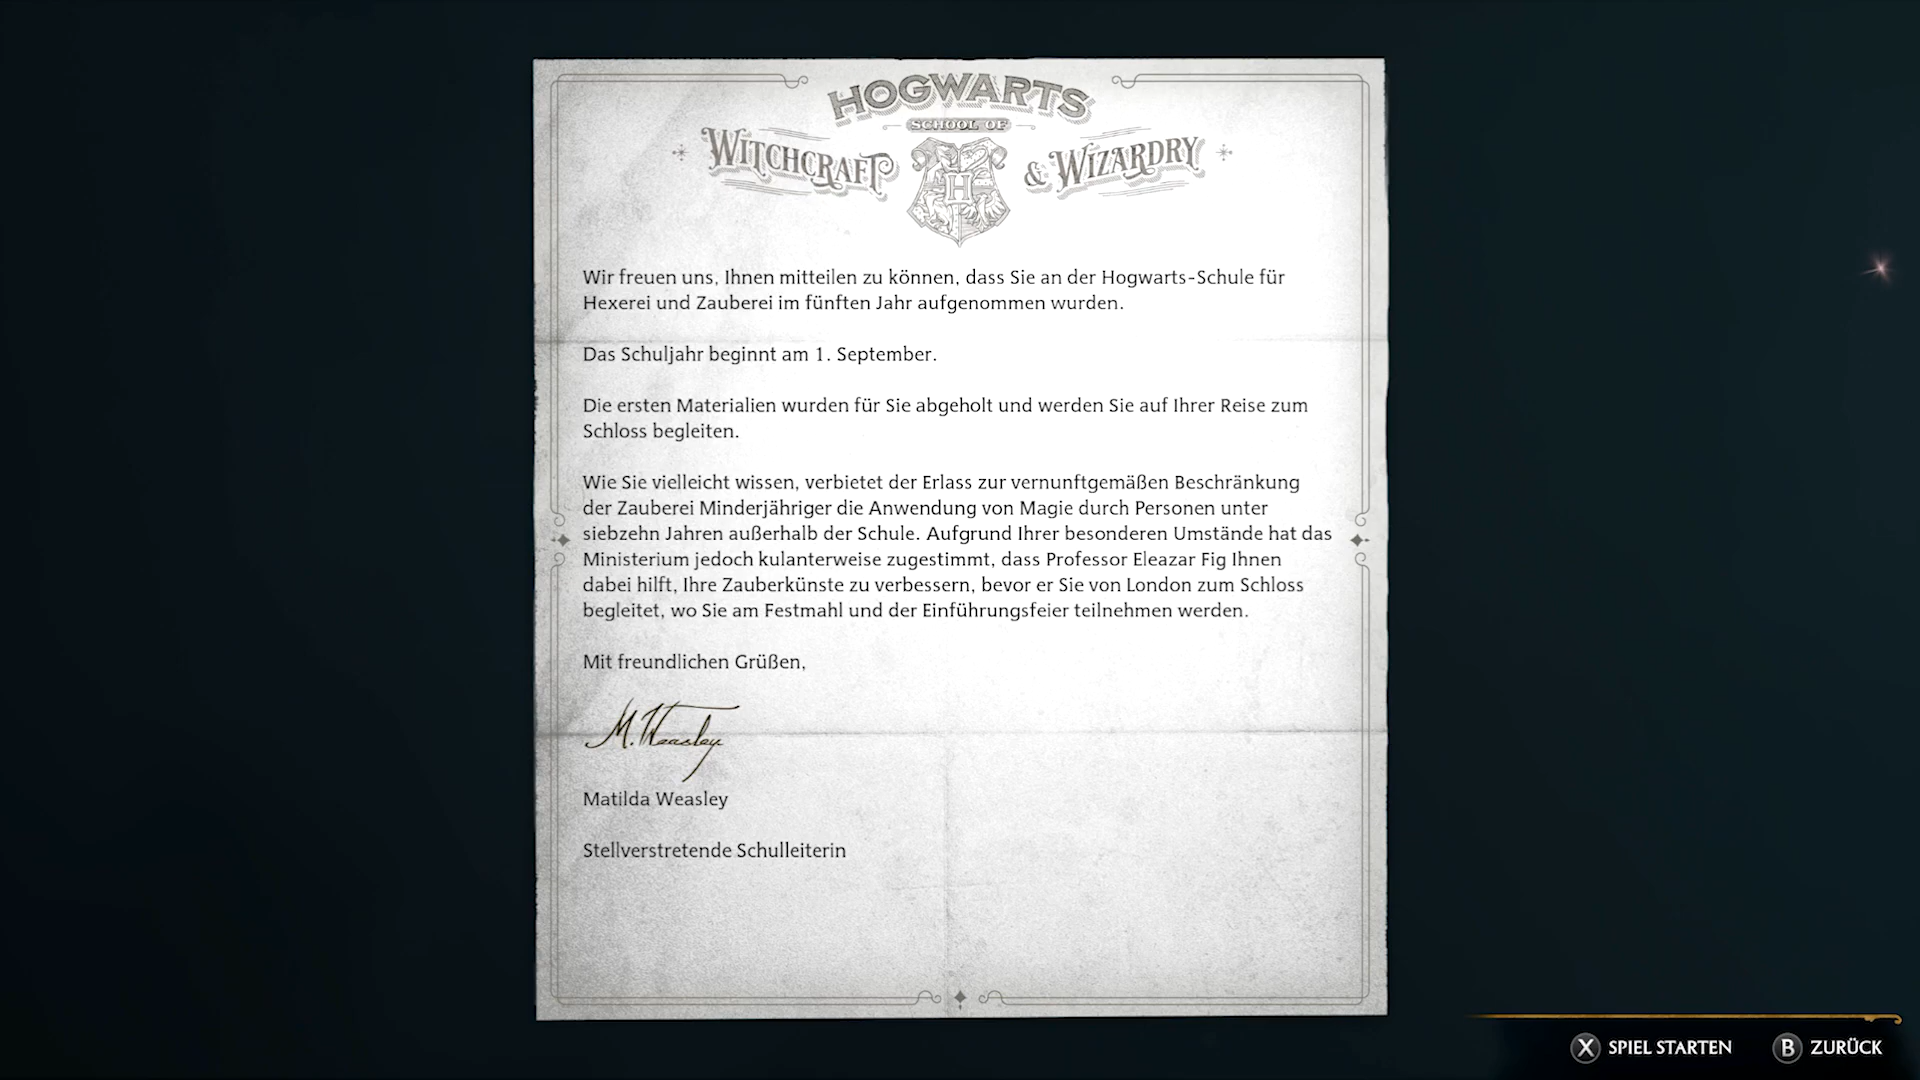 HOGWARTS
SCHOOL OF
WITCHCRAFT & WIZARDRY
H
Wir freuen uns, Ihnen mitteilen zu können, dass Sie an der Hogwarts-Schule für
Hexerei und Zauberei im fünften Jahr aufgenommen wurden.
Das Schuljahr beginnt am 1. September.
Die ersten Materialien wurden für Sie abgeholt und werden Sie auf Ihrer Reise zum
Schloss begleiten.
Wie Sie vielleicht wissen, verbietet der Erlass zur vernunftgemäßen Beschränkung
der Zauberei Minderjähriger die Anwendung von Magie durch Personen unter
siebzehn Jahren außerhalb der Schule. Aufgrund Ihrer besonderen Umstände hat das
Ministerium jedoch kulanterweise zugestimmt, dass Professor Eleazar Fig Ihnen
dabei hilft, Ihre Zauberkünste zu verbessern, bevor er Sie von London zum Schloss
begleitet, wo Sie am Festmahl und der Einführungsfeier teilnehmen werden.
Mit freundlichen Grüßen,
M. Weasley
Matilda Weasley
Stellverstretende Schulleiterin
X SPIEL STARTEN B ZURÜCK